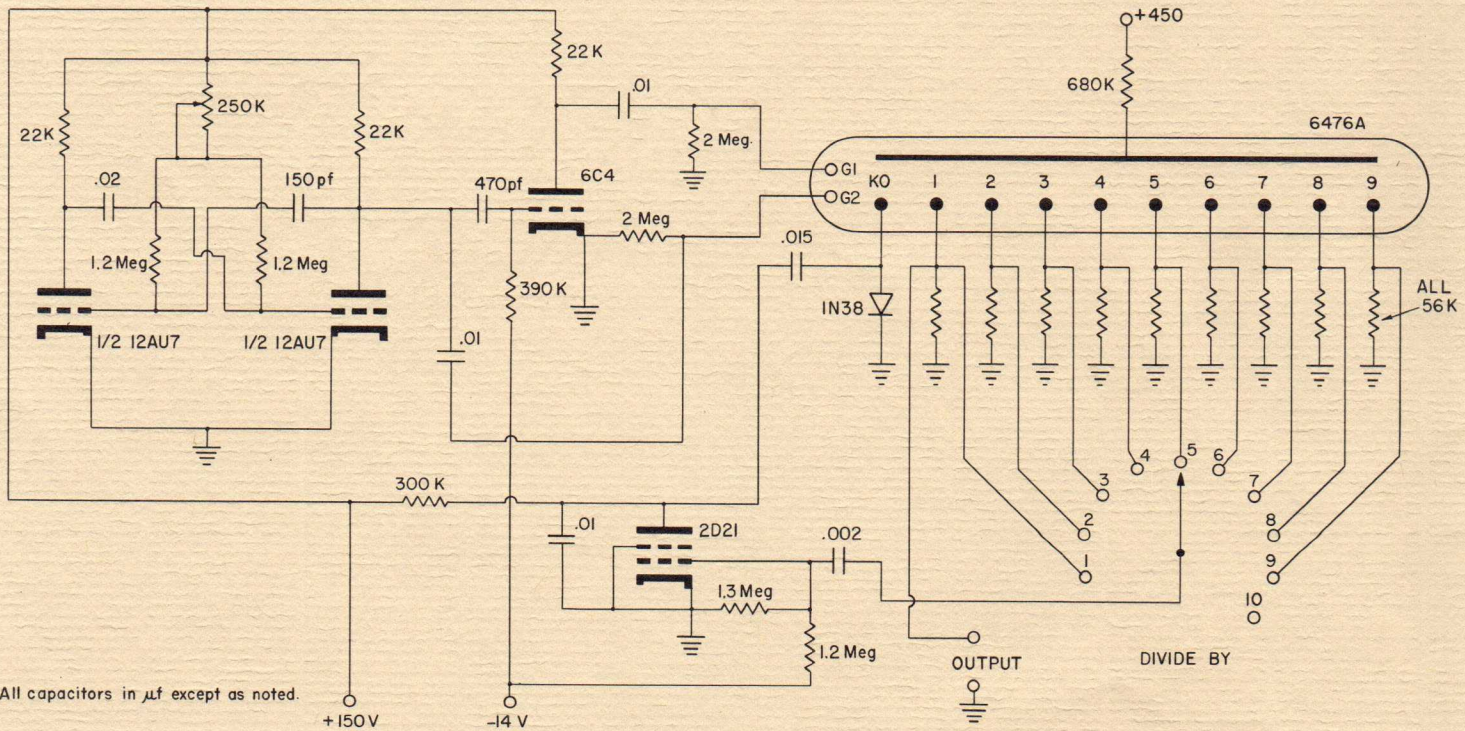 +450
22K
.01
680K
250K
22K
22K
2 Meg.
6476A
G1
G2
K0 1 2 3 4 5 6 7 8 9
.02
150pf
470pf
6C4
2 Meg
.015
1.2 Meg
1.2 Meg
390K
1N38
ALL
56K
1/2 12AU7
1/2 12AU7
.01
300K
.01
2D21
.002
1.3 Meg
1.2 Meg
1
2
3
4
5
6
7
8
9
10
OUTPUT
DIVIDE BY
All capacitors in μf except as noted.
+150V
-14 V